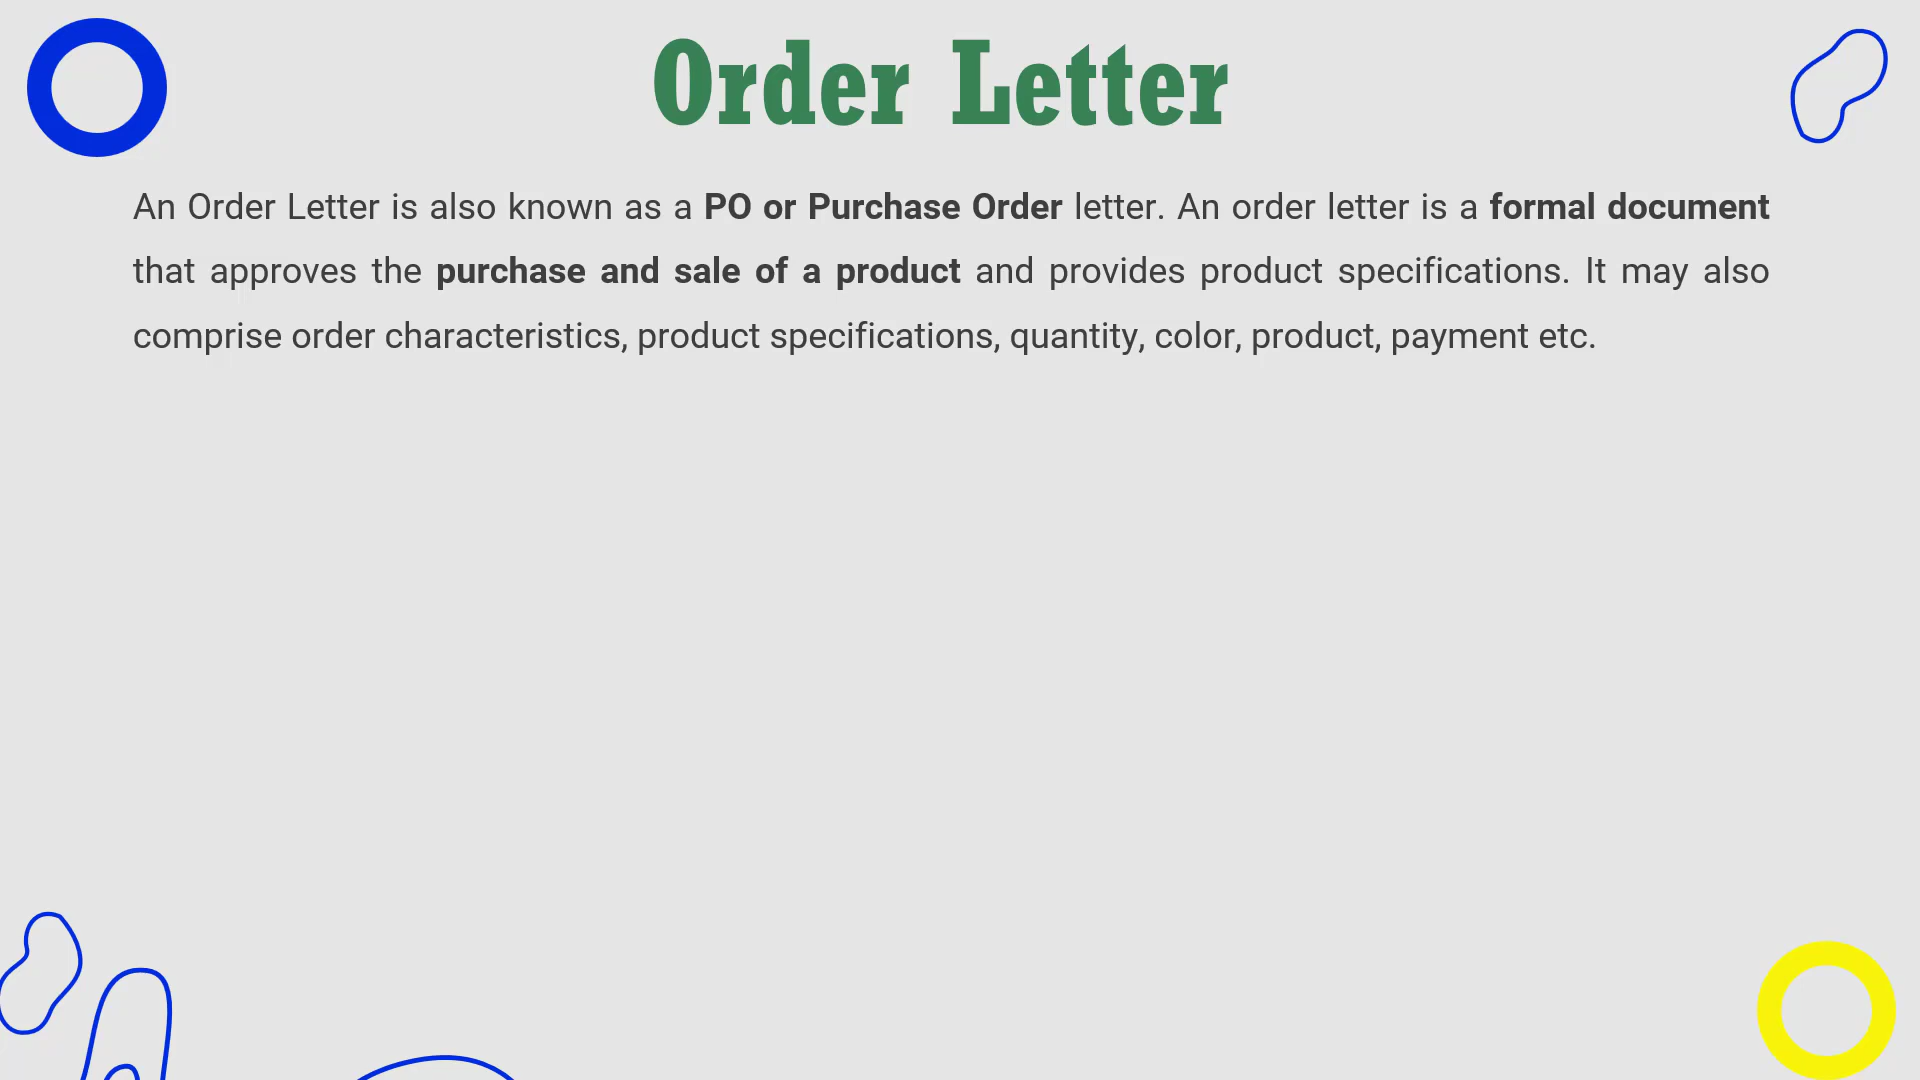 Order Letter
An Order Letter is also known as a PO or Purchase Order letter. An order letter is a formal document
that approves the purchase and sale of a product and provides product specifications. It may also
comprise order characteristics, product specifications, quantity, color, product, payment etc.